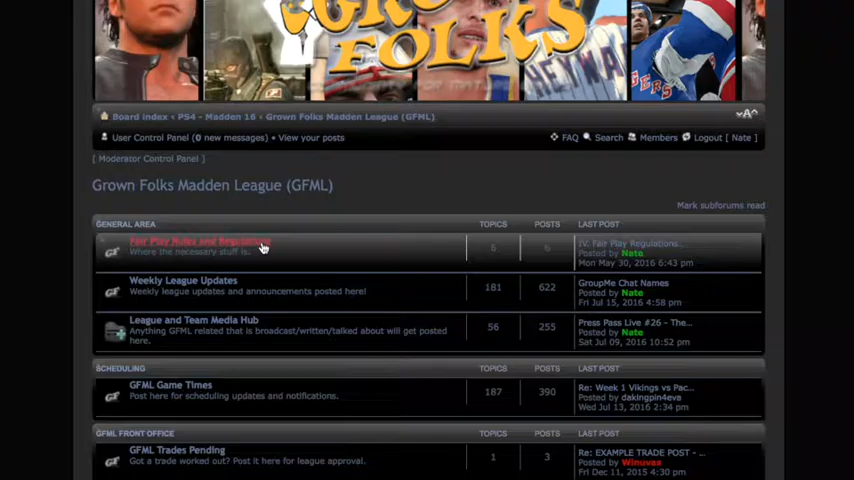 GROWN
FOLKS
HEYMA
GERS
Board index ‹ PS4 - Madden 16 ‹ Grown Folks Madden League (GFML)
User Control Panel (0 new messages) • View your posts
FAQ Search Members Logout [ Nate ]
[ Moderator Control Panel ]
Grown Folks Madden League (GFML)
Mark subforums read
GENERAL AREA TOPICS POSTS LAST POST
Fair Play Rules and Regulations
Where the necessary stuff is.
5 6
IV. Fair Play Regulations...
Posted by Nate
Mon May 30, 2016 6:43 pm
Weekly League Updates
Weekly league updates and announcements posted here!
181 622
GroupMe Chat Names
Posted by Nate
Fri Jul 15, 2016 4:58 pm
League and Team Media Hub
Anything GFML related that is broadcast/written/talked about will get posted
here.
56 255
Press Pass Live #26 - The...
Posted by Nate
Sat Jul 09, 2016 10:52 pm
SCHEDULING TOPICS POSTS LAST POST
GFML Game Times
Post here for scheduling updates and notifications.
187 390
Re: Week 1 Vikings vs Pac...
Posted by dakingpin4eva
Wed Jul 13, 2016 2:34 pm
GFML FRONT OFFICE TOPICS POSTS LAST POST
GFML Trades Pending
Got a trade worked out? Post it here for league approval.
1 3
Re: EXAMPLE TRADE POST - ...
Posted by Winuvas
Fri Dec 11, 2015 4:30 pm